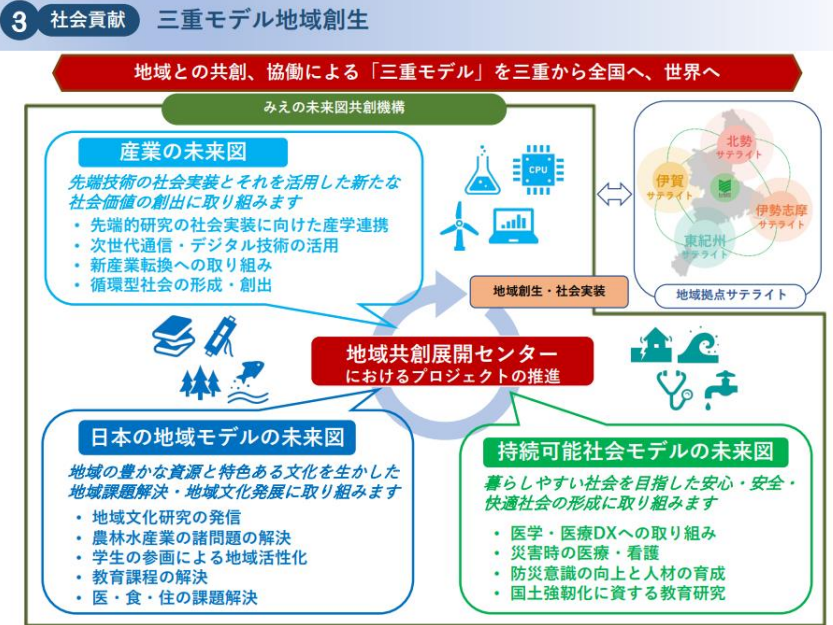 3 社会貢献 三重モデル地域創生
地域との共創、協働による「三重モデル」を三重から全国へ、世界へ
みえの未来図共創機構
産業の未来図
先端技術の社会実装とそれを活用した新たな
社会価値の創出に取り組みます
・ 先端的研究の社会実装に向けた産学連携
・ 次世代通信・デジタル技術の活用
・ 新産業転換への取り組み
・ 循環型社会の形成・創出
CPU
北勢
サテライト
伊賀
サテライト
伊勢志摩
サテライト
東紀州
サテライト
地域拠点サテライト
地域創生・社会実装
地域共創展開センター
におけるプロジェクトの推進
日本の地域モデルの未来図
地域の豊かな資源と特色ある文化を生かした
地域課題解決・地域文化発展に取り組みます
・ 地域文化研究の発信
・ 農林水産業の諸問題の解決
・ 学生の参画による地域活性化
・ 教育課程の解決
・ 医・食・住の課題解決
持続可能社会モデルの未来図
暮らしやすい社会を目指した安心・安全・
快適社会の形成に取り組みます
・ 医学・医療DXへの取り組み
・ 災害時の医療・看護
・ 防災意識の向上と人材の育成
・ 国土強靭化に資する教育研究